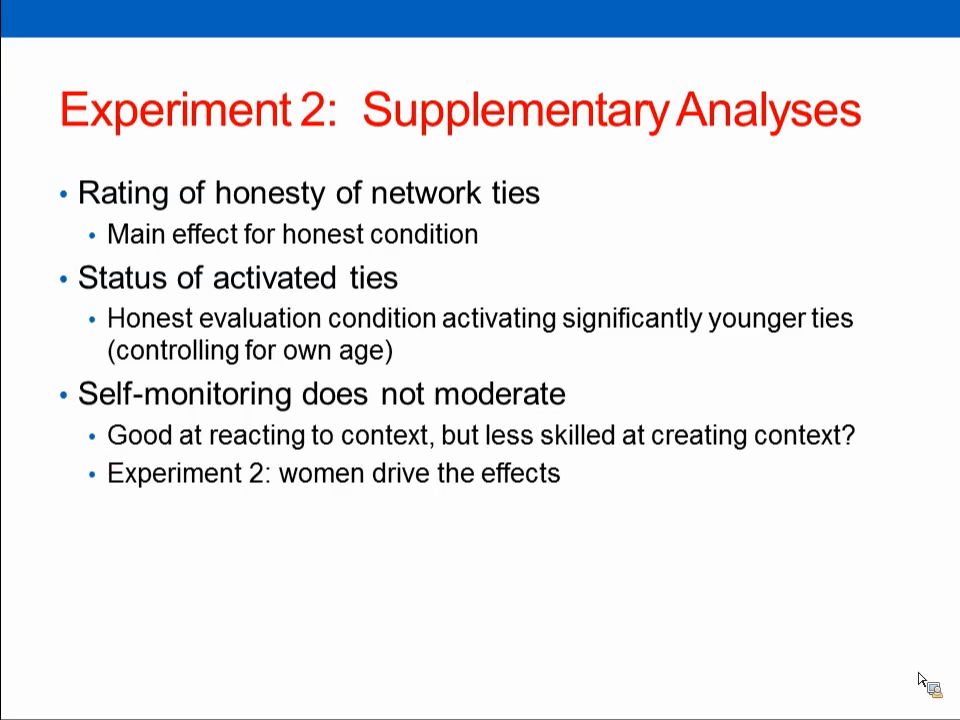 Experiment 2: Supplementary Analyses
• Rating of honesty of network ties
• Main effect for honest condition
• Status of activated ties
• Honest evaluation condition activating significantly younger ties
(controlling for own age)
• Self-monitoring does not moderate
• Good at reacting to context, but less skilled at creating context?
• Experiment 2: women drive the effects